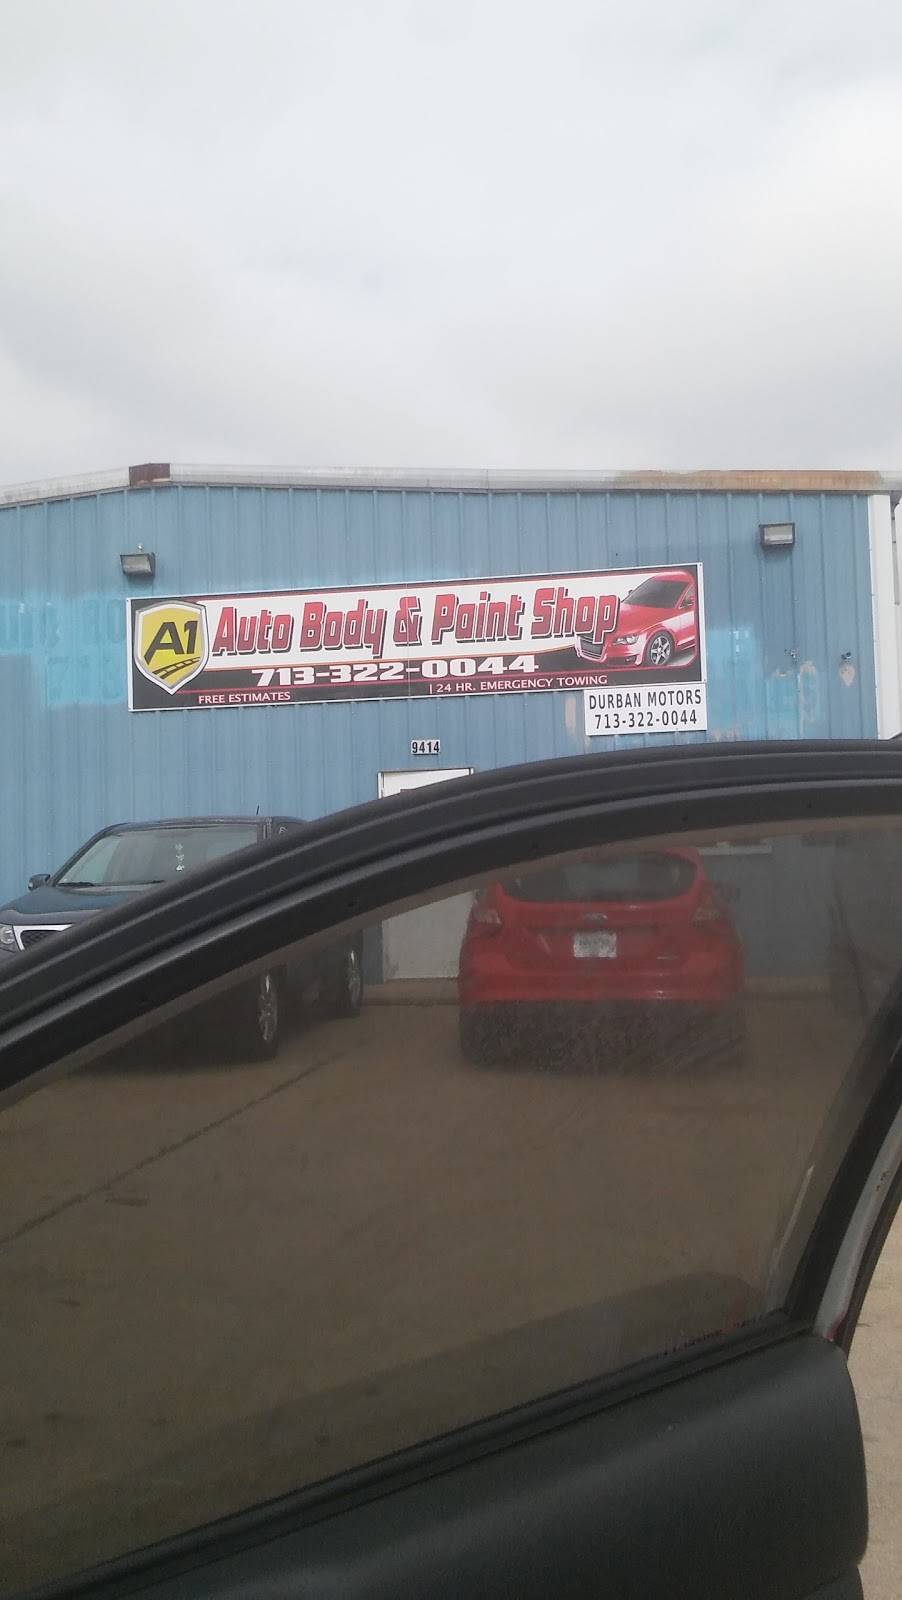 A1 Auto Body & Paint Shop
713-322-0044
FREE ESTIMATES | 24 HR. EMERGENCY TOWING
DURBAN MOTORS
713-322-0044
9414